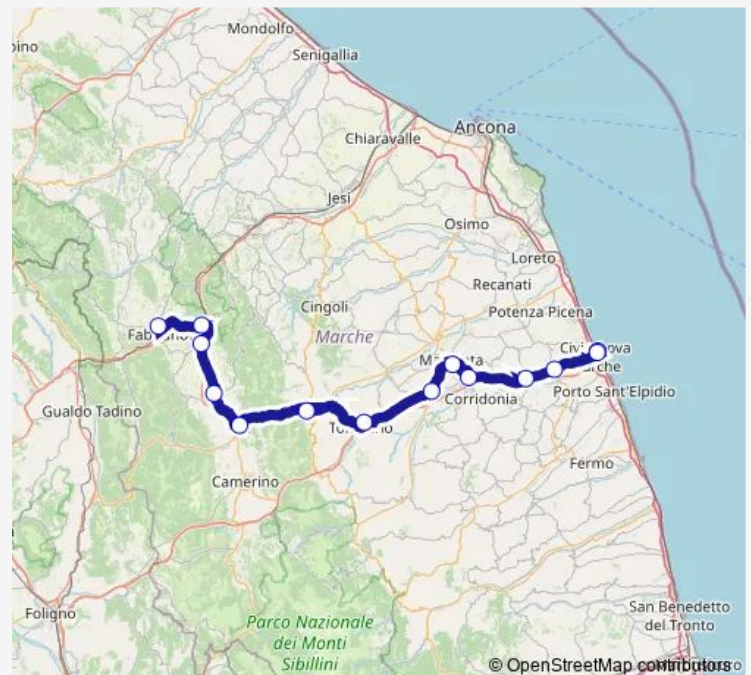 Mondolfo
Senigallia
Chiaravalle
Ancona
Jesi
Osimo
Loreto
Recanati
Cingoli
Potenza Picena
Marche
Gualdo Tadino
Corridonia
Porto Sant'Elpidio
Fermo
Camerino
Foligno
San Benedetto
del Tronto
Parco Nazionale
dei Monti
Sibillini
© OpenStreetMap contributors